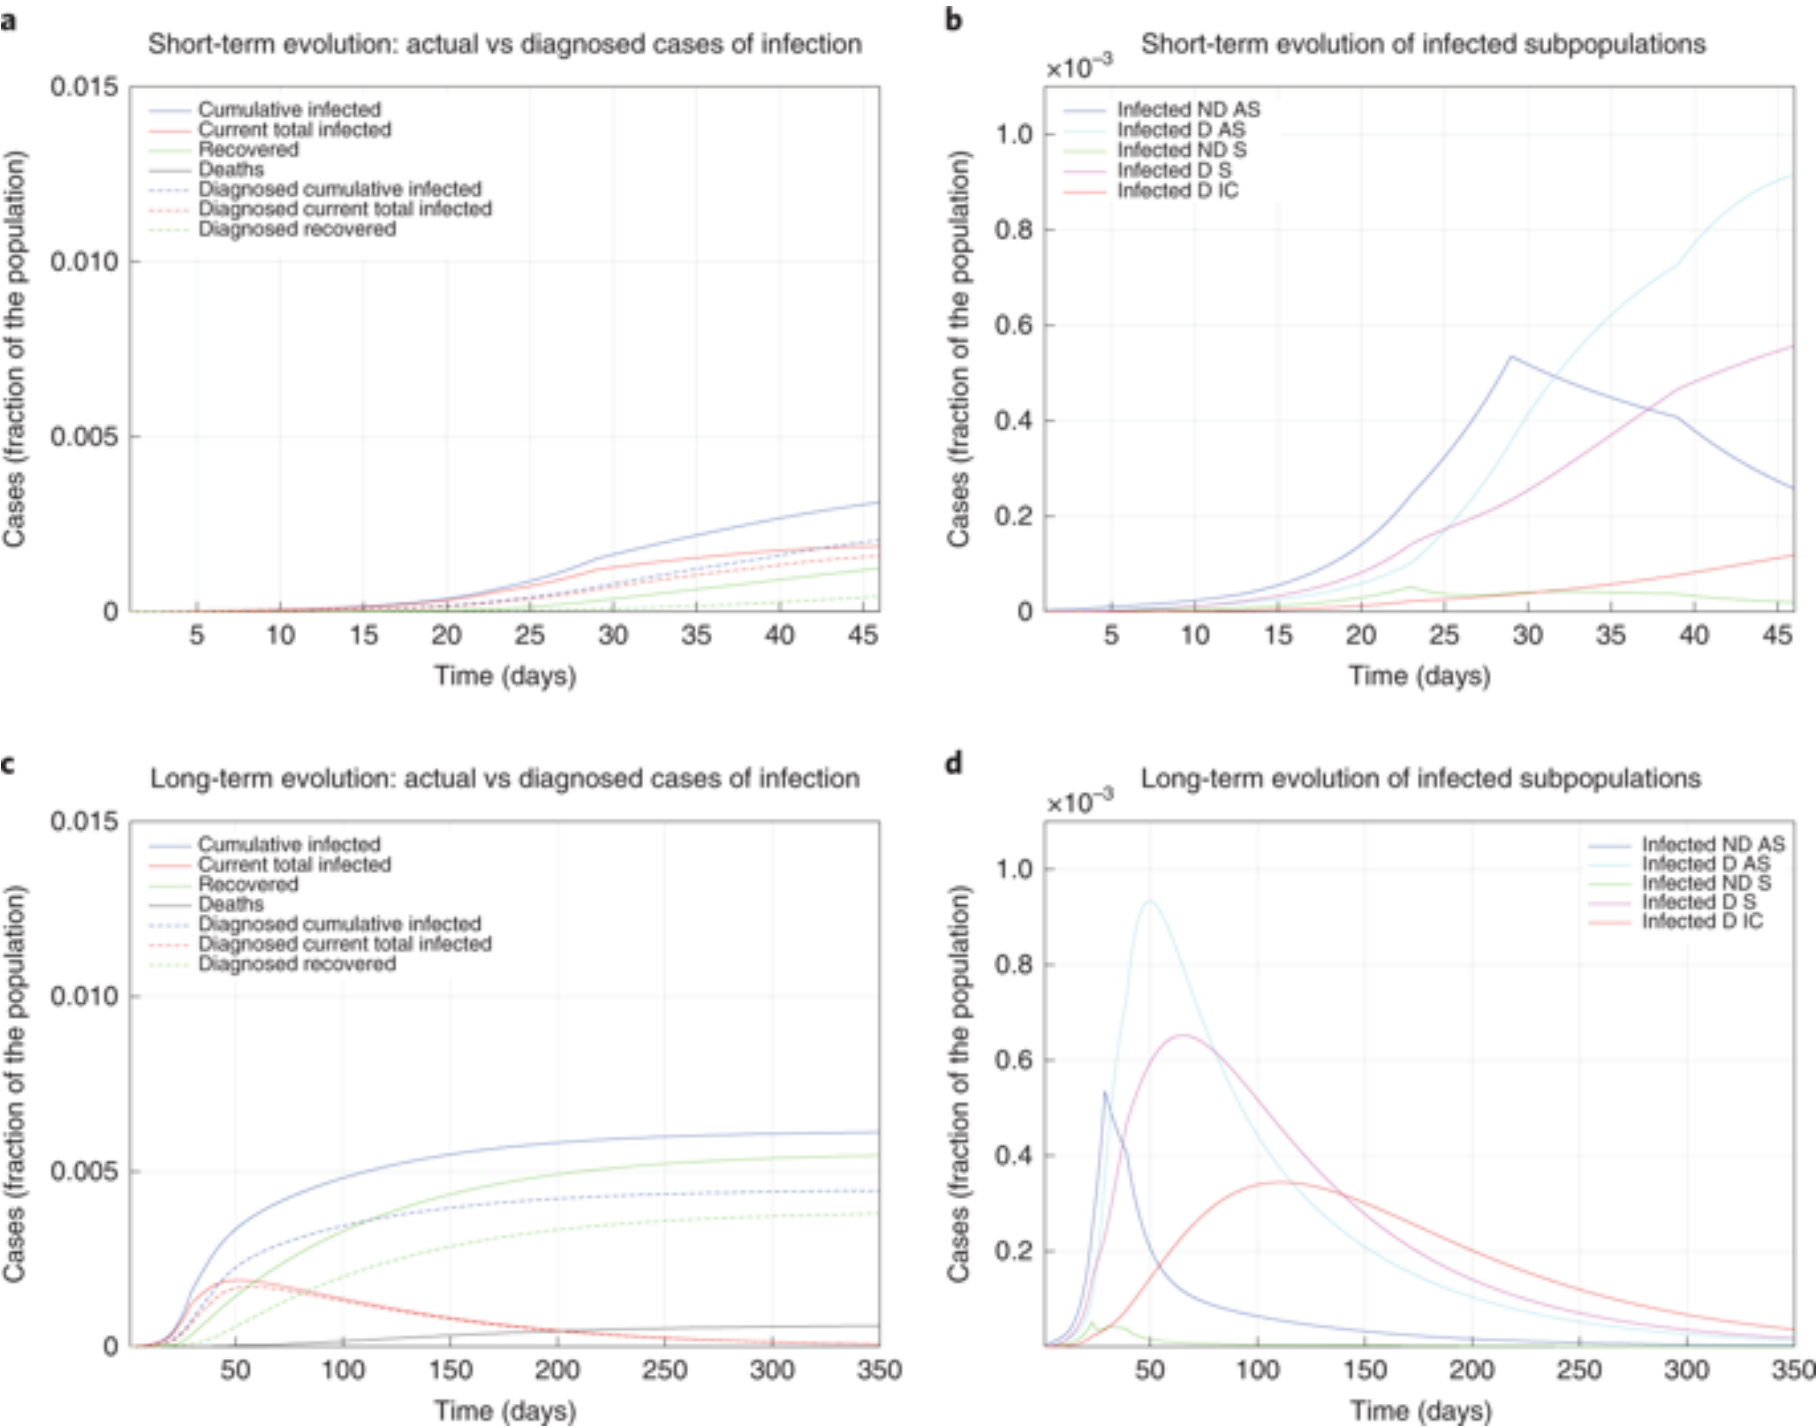 a
Short-term evolution: actual vs diagnosed cases of infection
0.015
0.010
0.005
0
Cases (fraction of the population)
Cumulative infected
Current total infected
Recovered
Deaths
Diagnosed cumulative infected
Diagnosed current total infected
Diagnosed recovered
5 10 15 20 25 30 35 40 45
Time (days)
b
Short-term evolution of infected subpopulations
×10⁻³
1.0
0.8
0.6
0.4
0.2
0
Cases (fraction of the population)
Infected ND AS
Infected D AS
Infected ND S
Infected D S
Infected D IC
5 10 15 20 25 30 35 40 45
Time (days)
c
Long-term evolution: actual vs diagnosed cases of infection
0.015
0.010
0.005
0
Cases (fraction of the population)
Cumulative infected
Current total infected
Recovered
Deaths
Diagnosed cumulative infected
Diagnosed current total infected
Diagnosed recovered
50 100 150 200 250 300 350
Time (days)
d
Long-term evolution of infected subpopulations
×10⁻³
1.0
0.8
0.6
0.4
0.2
Cases (fraction of the population)
Infected ND AS
Infected D AS
Infected ND S
Infected D S
Infected D IC
50 100 150 200 250 300 350
Time (days)